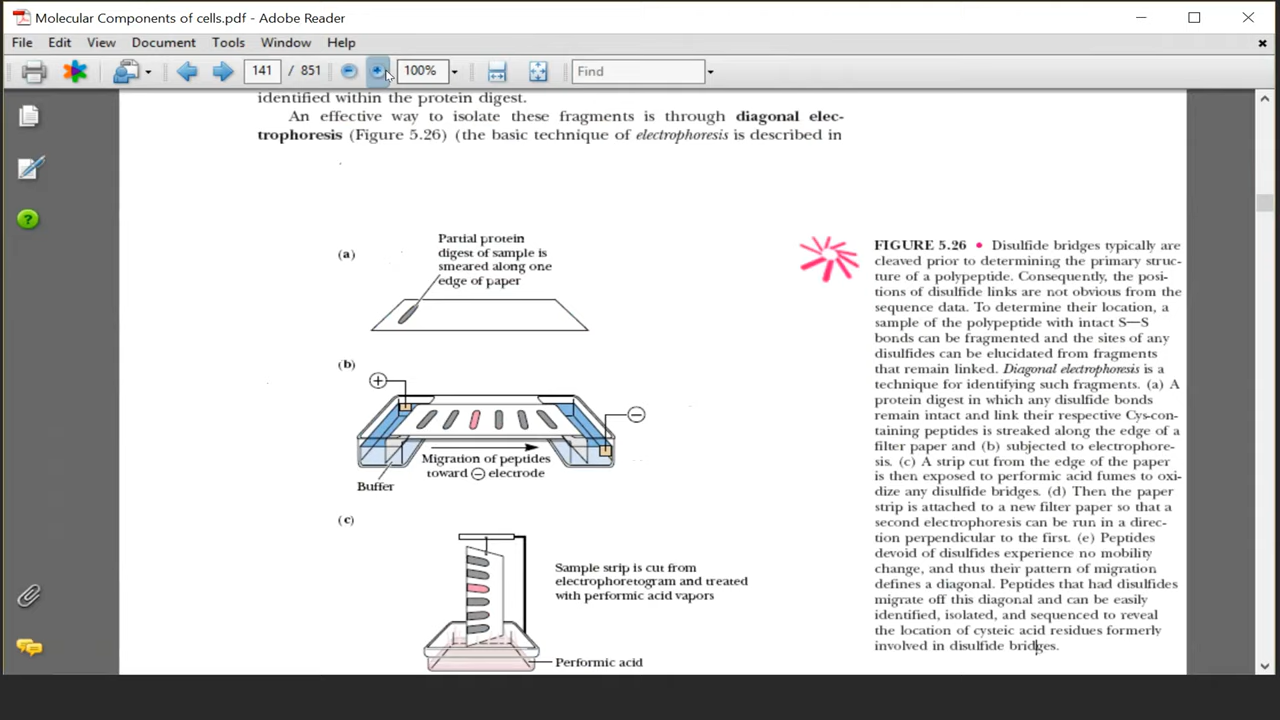 Molecular Components of cells.pdf - Adobe Reader
File Edit View Document Tools Window Help
141 / 851 100% Find
identified within the protein digest.
An effective way to isolate these fragments is through diagonal elec-
trophoresis (Figure 5.26) (the basic technique of electrophoresis is described in
(a)
Partial protein
digest of sample is
smeared along one
edge of paper
(b)
+
−
Migration of peptides
toward − electrode
Buffer
(c)
Sample strip is cut from
electrophoretogram and treated
with performic acid vapors
Performic acid
FIGURE 5.26 • Disulfide bridges typically are
cleaved prior to determining the primary struc-
ture of a polypeptide. Consequently, the posi-
tions of disulfide links are not obvious from the
sequence data. To determine their location, a
sample of the polypeptide with intact S—S
bonds can be fragmented and the sites of any
disulfides can be elucidated from fragments
that remain linked. Diagonal electrophoresis is a
technique for identifying such fragments. (a) A
protein digest in which any disulfide bonds
remain intact and link their respective Cys-con-
taining peptides is streaked along the edge of a
filter paper and (b) subjected to electrophore-
sis. (c) A strip cut from the edge of the paper
is then exposed to performic acid fumes to oxi-
dize any disulfide bridges. (d) Then the paper
strip is attached to a new filter paper so that a
second electrophoresis can be run in a direc-
tion perpendicular to the first. (e) Peptides
devoid of disulfides experience no mobility
change, and thus their pattern of migration
defines a diagonal. Peptides that had disulfides
migrate off this diagonal and can be easily
identified, isolated, and sequenced to reveal
the location of cysteic acid residues formerly
involved in disulfide bridges.